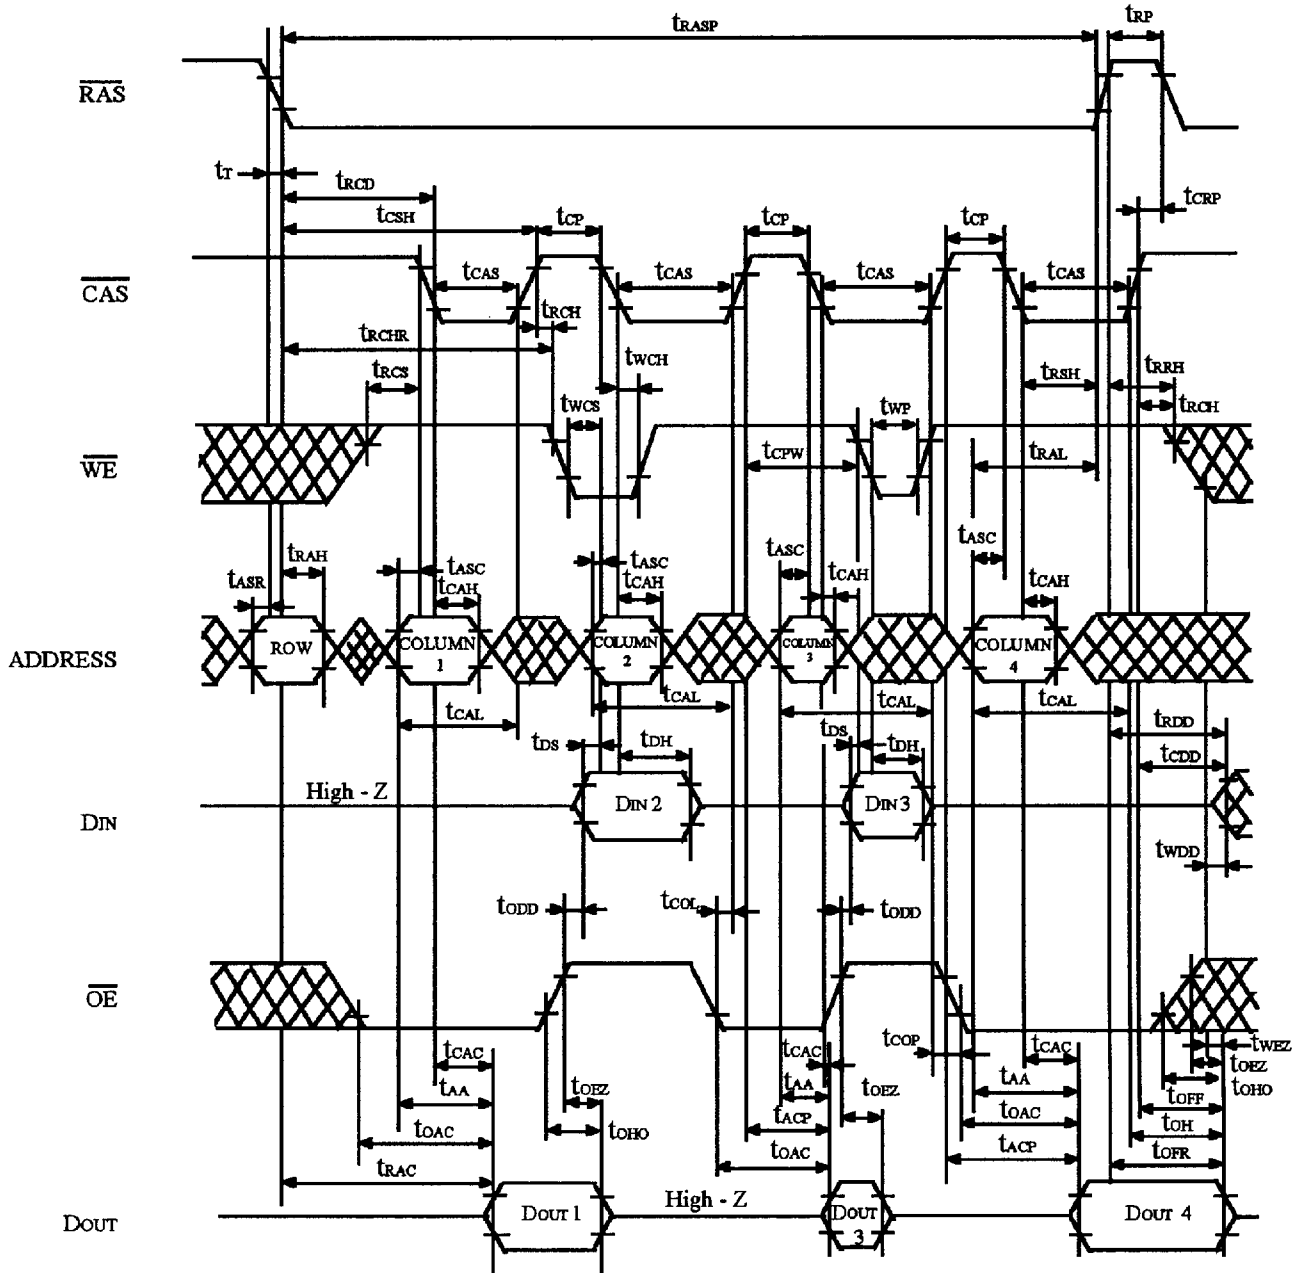 tRASP tRP
RAS
tT tRCD tCRP
tCSH tCP tCP tCP
CAS tCAS tCAS tCAS tCAS
tRCH
tRCHR tWCH
tRCS tRSH tRRH
tWCS tWP tRCH
WE tCPW tRAL
tRAH tASC tASC tASC tASC
tASR tCAH tCAH tCAH tCAH
ADDRESS ROW COLUMN 1 COLUMN 2 COLUMN 3 COLUMN 4
tCAL tCAL tCAL tCAL
tRDD
tDS tDH tDS tDH tCDD
High - Z
DIN DIN 2 DIN 3
tWDD
tODD tCOL tODD
OE
tCAC tCAC tCOP tCAC tWEZ
tAA tOEZ tAA tOEZ tAA tOEZ
tOHO
tOAC tOHO tACP tOAC tOFF
tOAC tACP tOH
tRAC tOFR
High - Z
DOUT DOUT 1 DOUT 3 DOUT 4